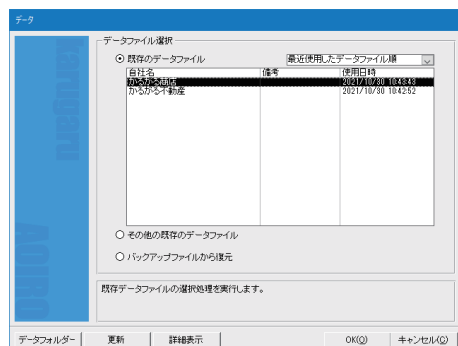 データ
karugaru
AOIRO
データファイル選択
既存のデータファイル
最近使用したデータファイル順
自社名 備考 使用日時
かるがる商店 2021/10/30 10:43:43
かるがる不動産 2021/10/30 10:42:52
その他の既存のデータファイル
バックアップファイルから復元
既存データファイルの選択処理を実行します。
データフォルダー 更新 詳細表示 OK(O) キャンセル(C)